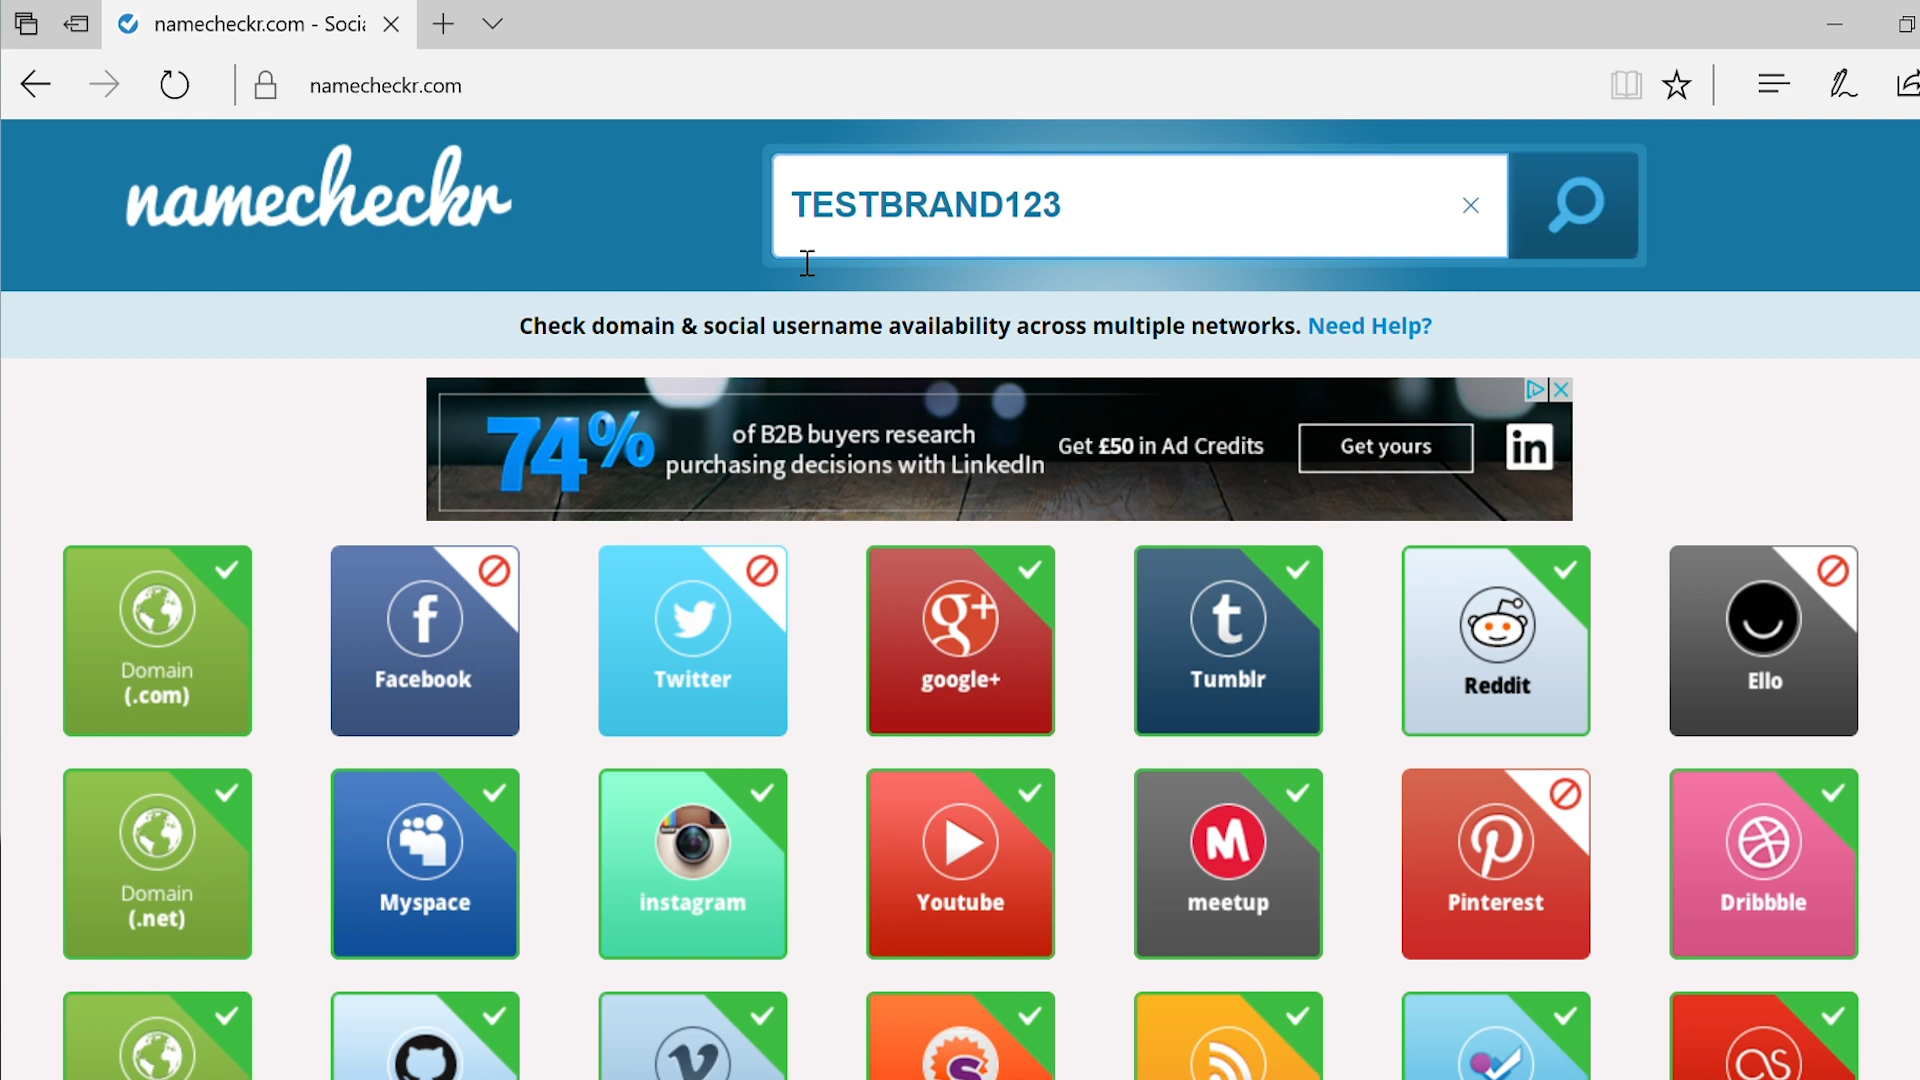 namecheckr.com - Socia
namecheckr.com
namecheckr
TESTBRAND123
Check domain & social username availability across multiple networks. Need Help?
74%
of B2B buyers research
purchasing decisions with LinkedIn
Get £50 in Ad Credits
Get yours
in
Domain
(.com)
Facebook
Twitter
google+
Tumblr
Reddit
Ello
Domain
(.net)
Myspace
instagram
Youtube
meetup
Pinterest
Dribbble